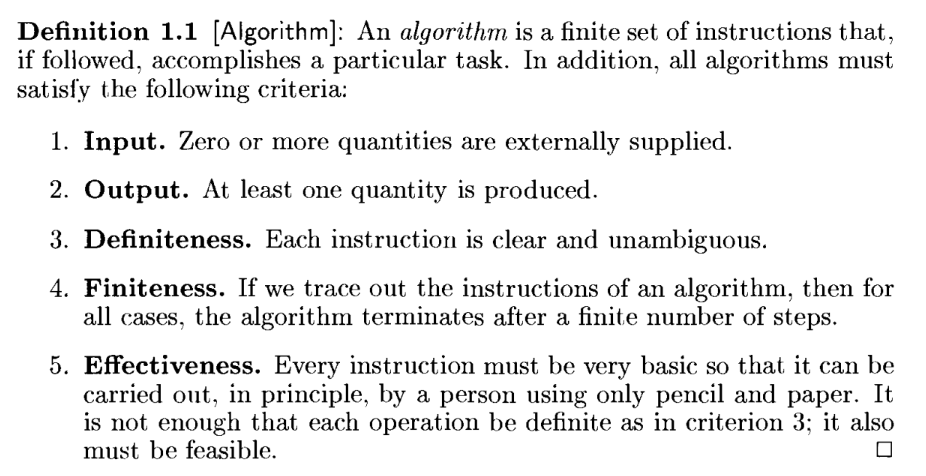 Definition 1.1 [Algorithm]: An algorithm is a finite set of instructions that,
if followed, accomplishes a particular task. In addition, all algorithms must
satisfy the following criteria:
1. Input. Zero or more quantities are externally supplied.
2. Output. At least one quantity is produced.
3. Definiteness. Each instruction is clear and unambiguous.
4. Finiteness. If we trace out the instructions of an algorithm, then for
all cases, the algorithm terminates after a finite number of steps.
5. Effectiveness. Every instruction must be very basic so that it can be
carried out, in principle, by a person using only pencil and paper. It
is not enough that each operation be definite as in criterion 3; it also
must be feasible. □